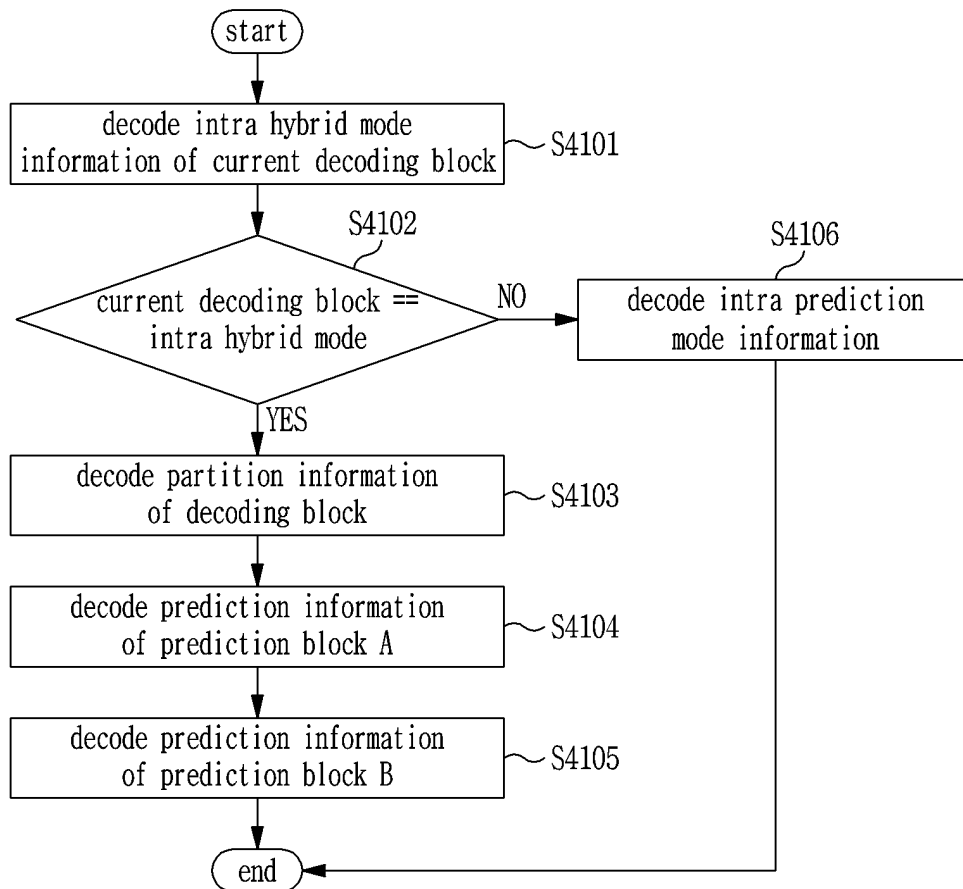 start
decode intra hybrid mode
information of current decoding block
S4101
S4102
current decoding block ==
intra hybrid mode
NO
S4106
decode intra prediction
mode information
YES
decode partition information
of decoding block
S4103
decode prediction information
of prediction block A
S4104
decode prediction information
of prediction block B
S4105
end